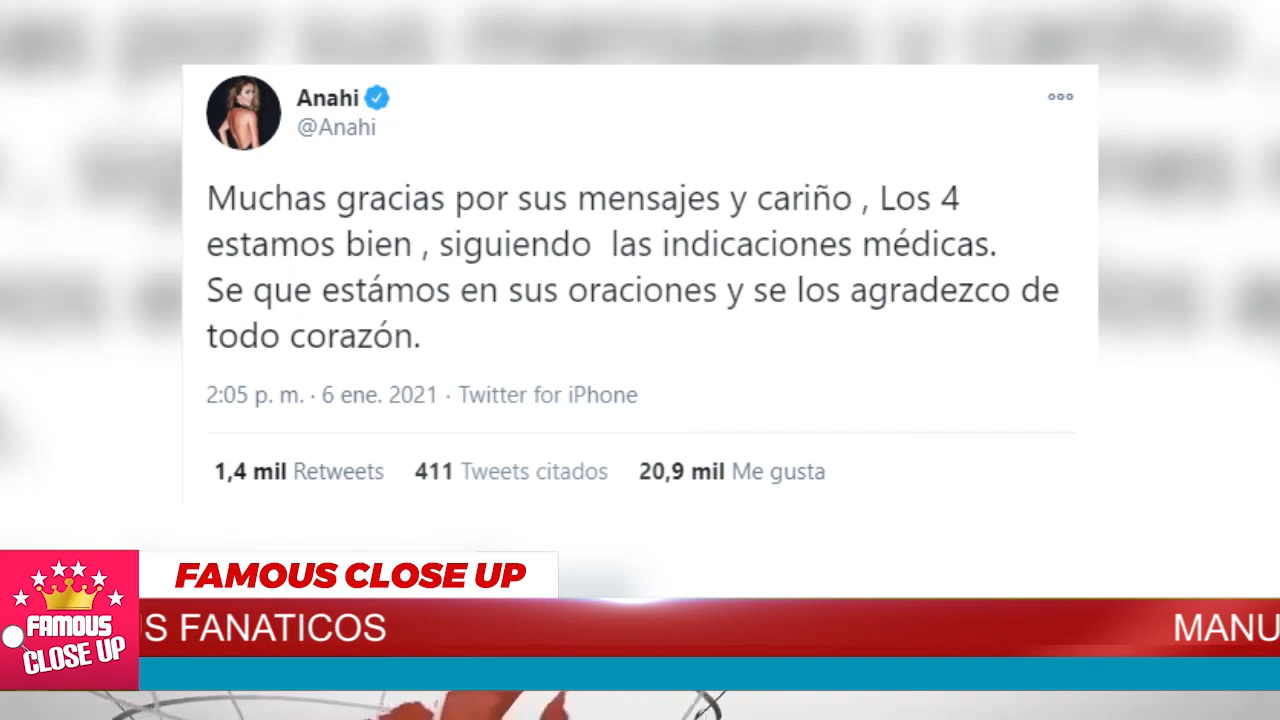 Anahi
@Anahi
Muchas gracias por sus mensajes y cariño , Los 4
estamos bien , siguiendo  las indicaciones médicas.
Se que estámos en sus oraciones y se los agradezco de
todo corazón.
2:05 p. m. · 6 ene. 2021 · Twitter for iPhone
1,4 mil Retweets 411 Tweets citados 20,9 mil Me gusta
FAMOUS CLOSE UP
FAMOUS
CLOSE UP
S FANATICOS MANU